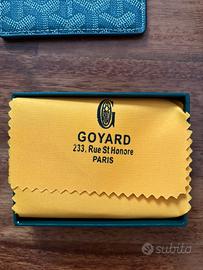 GOYARD
233, Rue St Honore
PARIS
subito